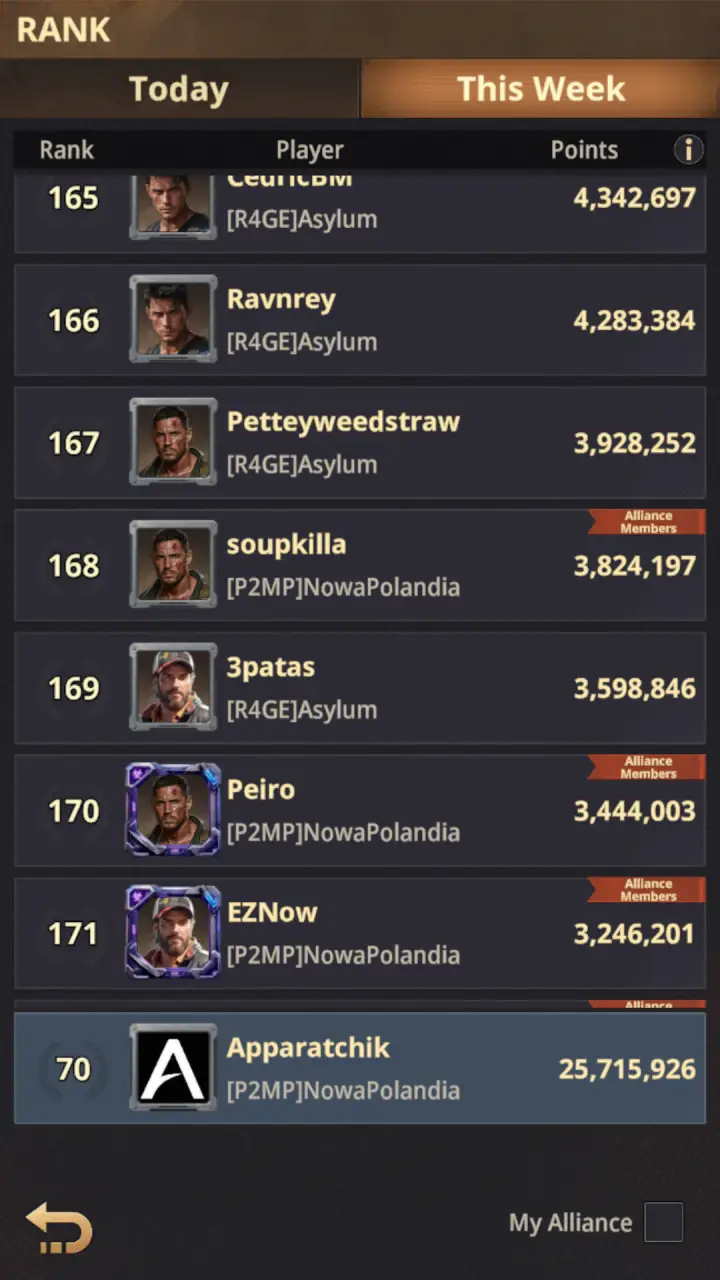 RANK
Today
This Week
Rank
Player
Points
165
CedricBM
[R4GE]Asylum
4,342,697
166
Ravnrey
[R4GE]Asylum
4,283,384
167
Petteyweedstraw
[R4GE]Asylum
3,928,252
Alliance
Members
168
soupkilla
[P2MP]NowaPolandia
3,824,197
169
3patas
[R4GE]Asylum
3,598,846
Alliance
Members
170
Peiro
[P2MP]NowaPolandia
3,444,003
Alliance
Members
171
EZNow
[P2MP]NowaPolandia
3,246,201
Alliance
70
Apparatchik
[P2MP]NowaPolandia
25,715,926
My Alliance